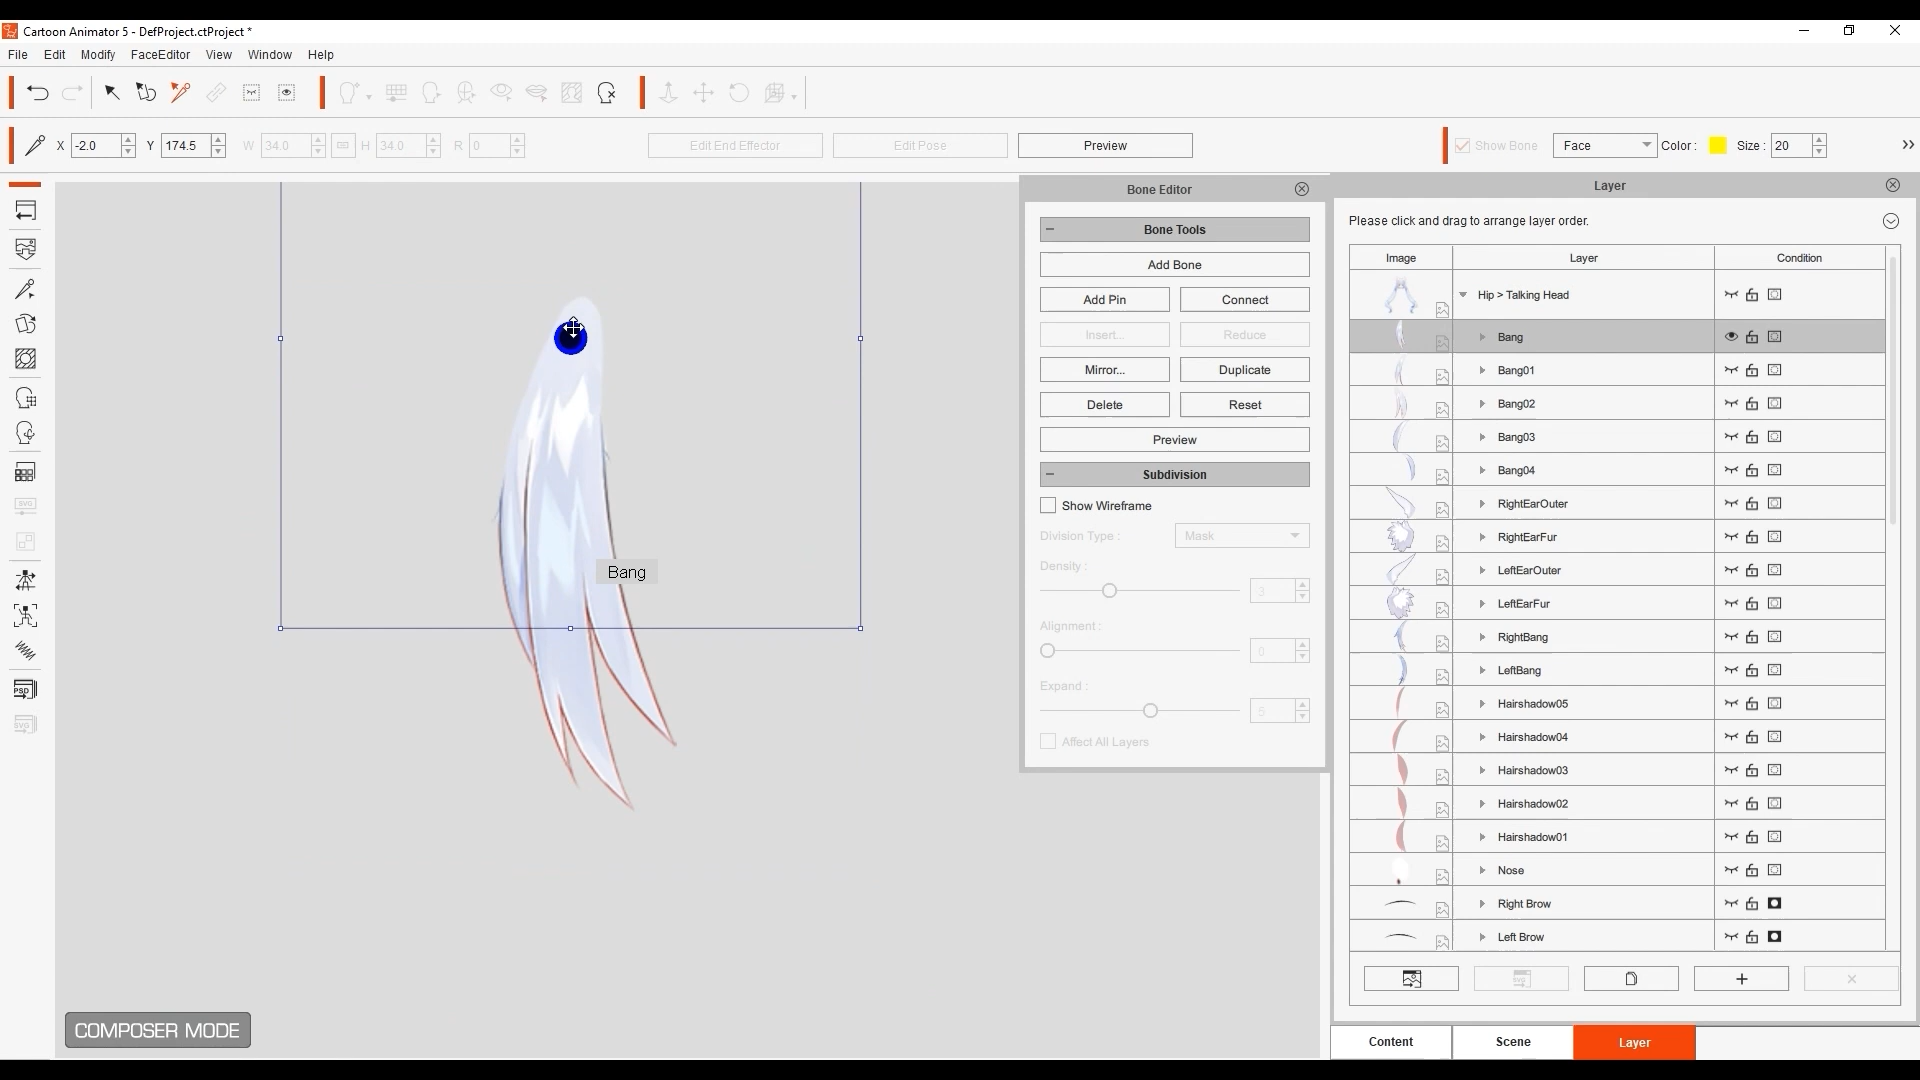 Cartoon Animator 5 - DefProject.ctProject *
File Edit Modify FaceEditor View Window Help
X -2.0 Y 174.5 W 34.0 H 34.0 R 0 Edit End Effector Edit Pose Preview Show Bone Face Color : Size : 20
Bone Editor
Bone Tools
Add Bone
Add Pin Connect
Insert... Reduce
Mirror... Duplicate
Delete Reset
Preview
Subdivision
Show Wireframe
Division Type : Mask
Density :
3
Alignment :
Expand :
5
Affect All Layers
Bang
COMPOSER MODE
PSD
SVG
Layer
Please click and drag to arrange layer order.
Image Layer Condition
Hip > Talking Head
Bang
Bang01
Bang02
Bang03
Bang04
RightEarOuter
RightEarFur
LeftEarOuter
LeftEarFur
RightBang
LeftBang
Hairshadow05
Hairshadow04
Hairshadow03
Hairshadow02
Hairshadow01
Nose
Right Brow
Left Brow
Content Scene Layer